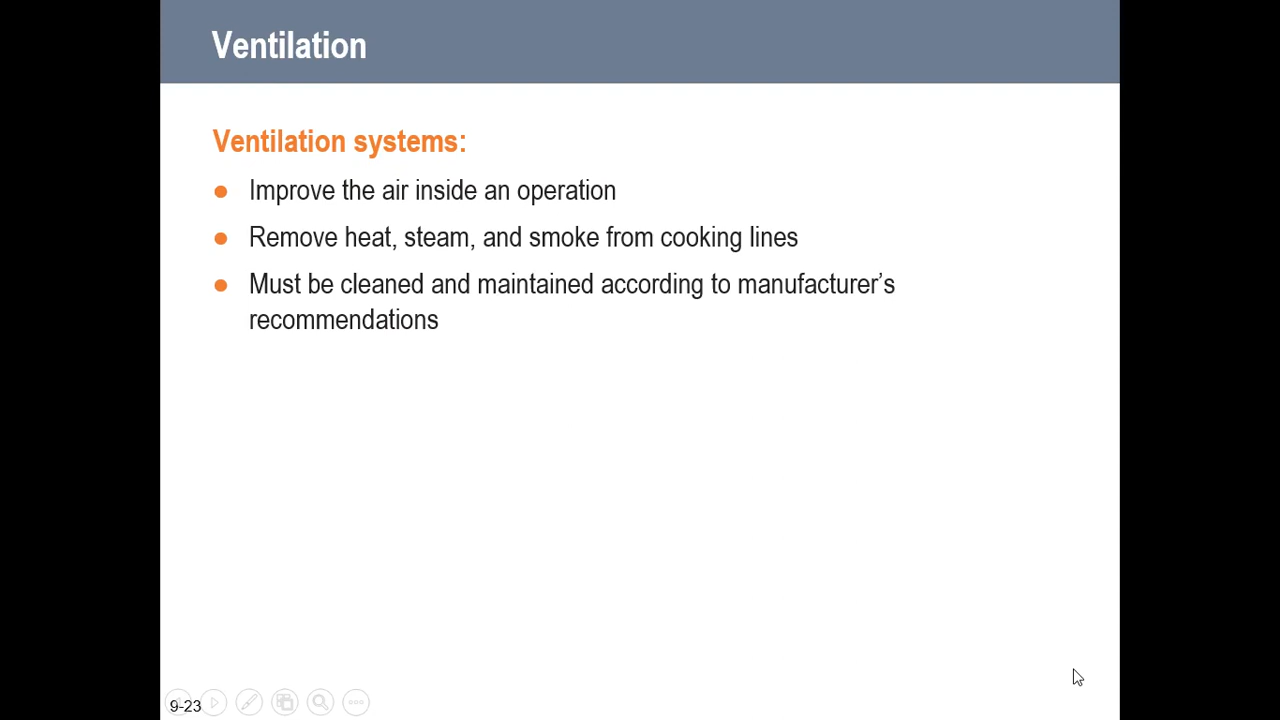 Ventilation
Ventilation systems:
● Improve the air inside an operation
● Remove heat, steam, and smoke from cooking lines
● Must be cleaned and maintained according to manufacturer’s
recommendations
9-23